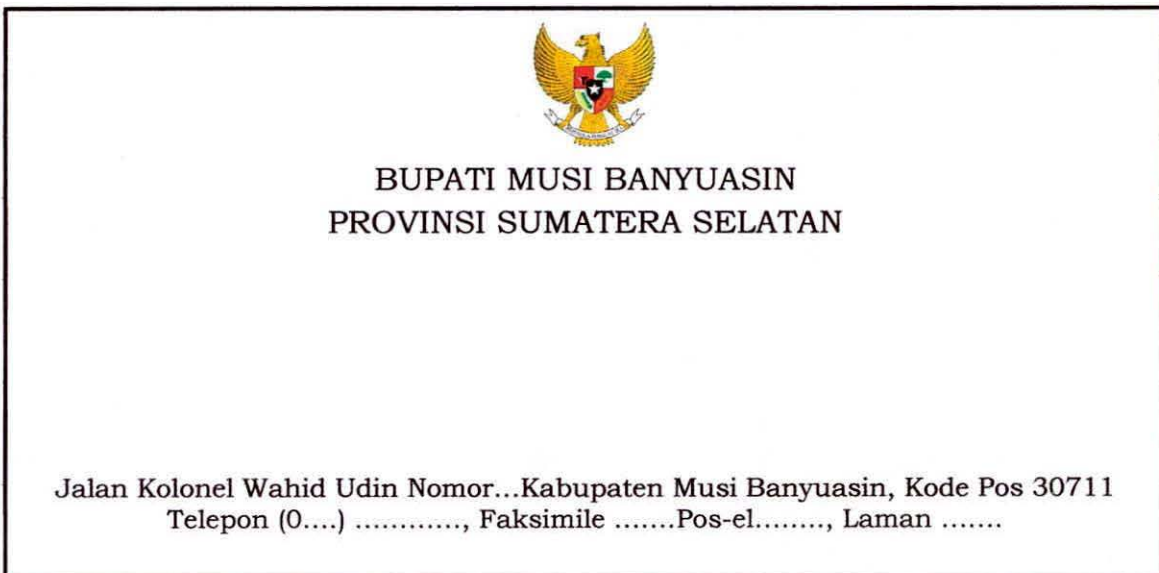 BUPATI MUSI BANYUASIN
PROVINSI SUMATERA SELATAN
Jalan Kolonel Wahid Udin Nomor...Kabupaten Musi Banyuasin, Kode Pos 30711
Telepon (0....) ............, Faksimile .......Pos-el........, Laman .......